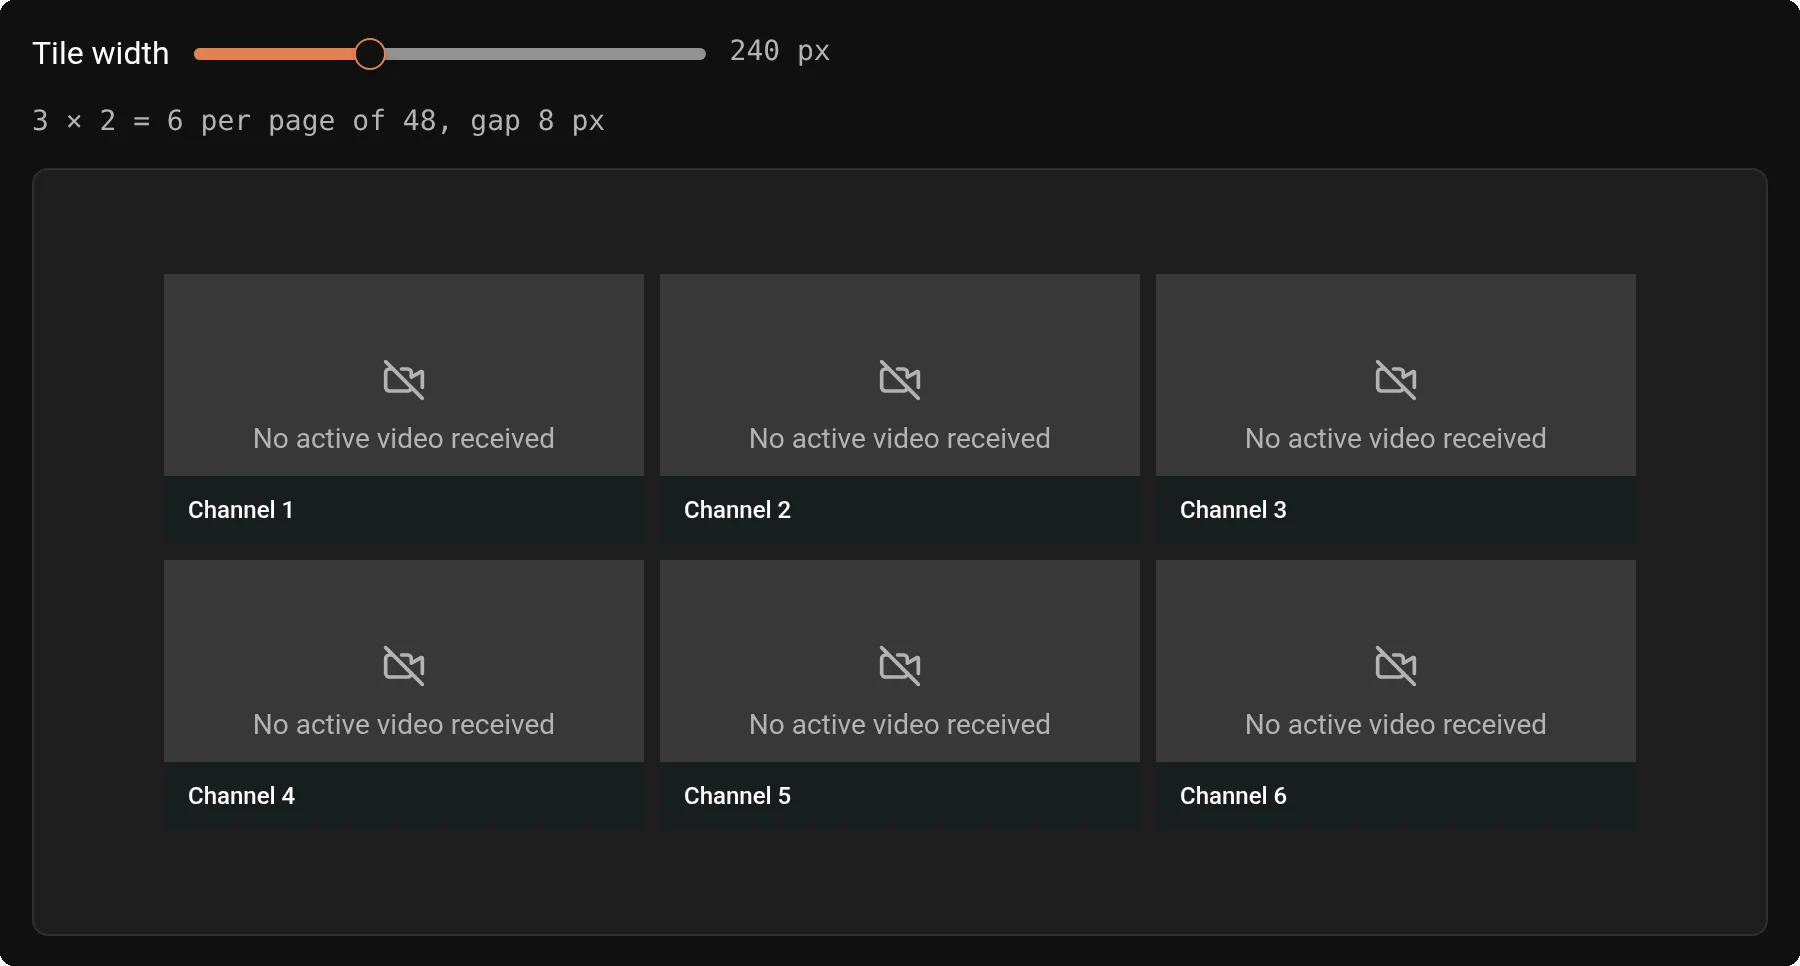 Tile width 240 px
3 × 2 = 6 per page of 48, gap 8 px
No active video received
No active video received
No active video received
Channel 1
Channel 2
Channel 3
No active video received
No active video received
No active video received
Channel 4
Channel 5
Channel 6